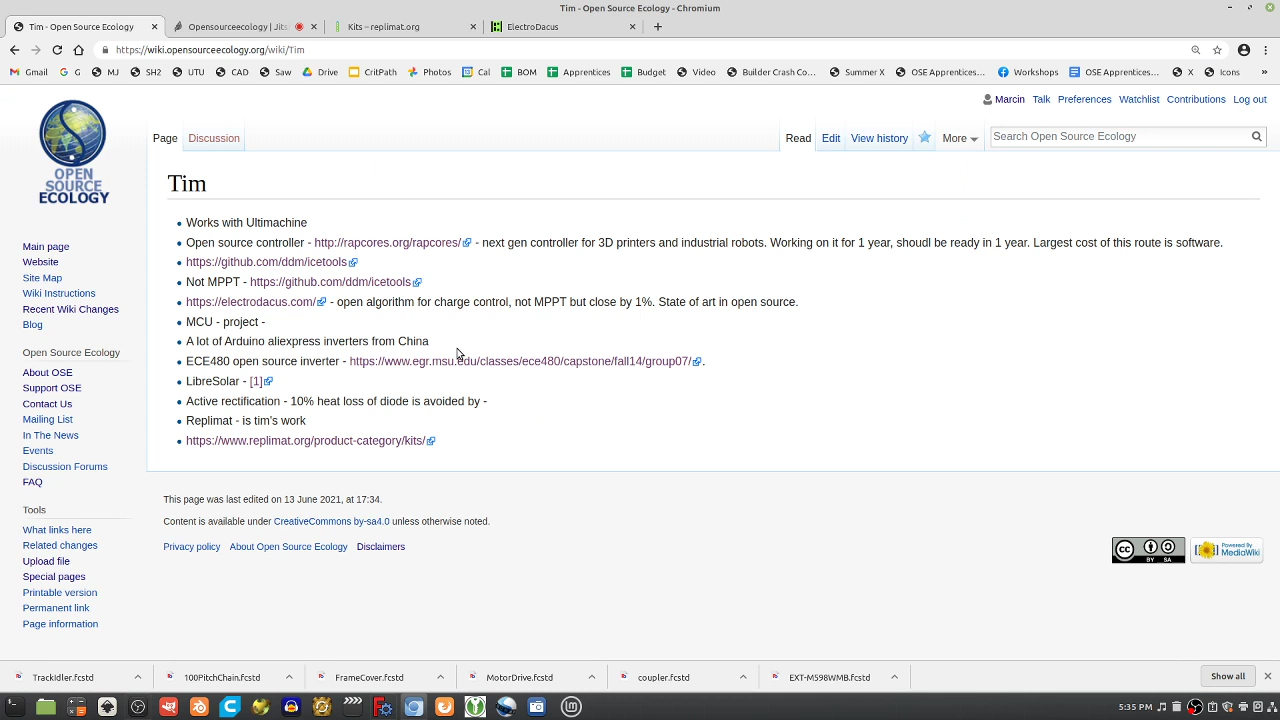 Tim - Open Source Ecology - Chromium
Tim - Open Source Ecology
Opensourceecology | Jits
Kits – replimat.org
ElectroDacus
https://wiki.opensourceecology.org/wiki/Tim
Gmail G MJ SH2 UTU CAD Saw Drive CritPath Photos Cal BOM Apprentices Budget Video Builder Crash Co... Summer X OSE Apprentices... Workshops OSE Apprentices... X Icons »
Marcin Talk Preferences Watchlist Contributions Log out
OPEN
SOURCE
ECOLOGY
Page Discussion Read Edit View history More Search Open Source Ecology
Tim
Works with Ultimachine
Open source controller - http://rapcores.org/rapcores/ - next gen controller for 3D printers and industrial robots. Working on it for 1 year, shoudl be ready in 1 year. Largest cost of this route is software.
https://github.com/ddm/icetools
Not MPPT - https://github.com/ddm/icetools
https://electrodacus.com/ - open algorithm for charge control, not MPPT but close by 1%. State of art in open source.
MCU - project -
A lot of Arduino aliexpress inverters from China
ECE480 open source inverter - https://www.egr.msu.edu/classes/ece480/capstone/fall14/group07/ .
LibreSolar - [1]
Active rectification - 10% heat loss of diode is avoided by -
Replimat - is tim's work
https://www.replimat.org/product-category/kits/
Main page
Website
Site Map
Wiki Instructions
Recent Wiki Changes
Blog
Open Source Ecology
About OSE
Support OSE
Contact Us
Mailing List
In The News
Events
Discussion Forums
FAQ
Tools
What links here
Related changes
Upload file
Special pages
Printable version
Permanent link
Page information
This page was last edited on 13 June 2021, at 17:34.
Content is available under CreativeCommons by-sa4.0 unless otherwise noted.
Privacy policy About Open Source Ecology Disclaimers
cc BY SA
Powered By MediaWiki
TrackIdler.fcstd 100PitchChain.fcstd FrameCover.fcstd MotorDrive.fcstd coupler.fcstd EXT-M598WMB.fcstd Show all
5:35 PM